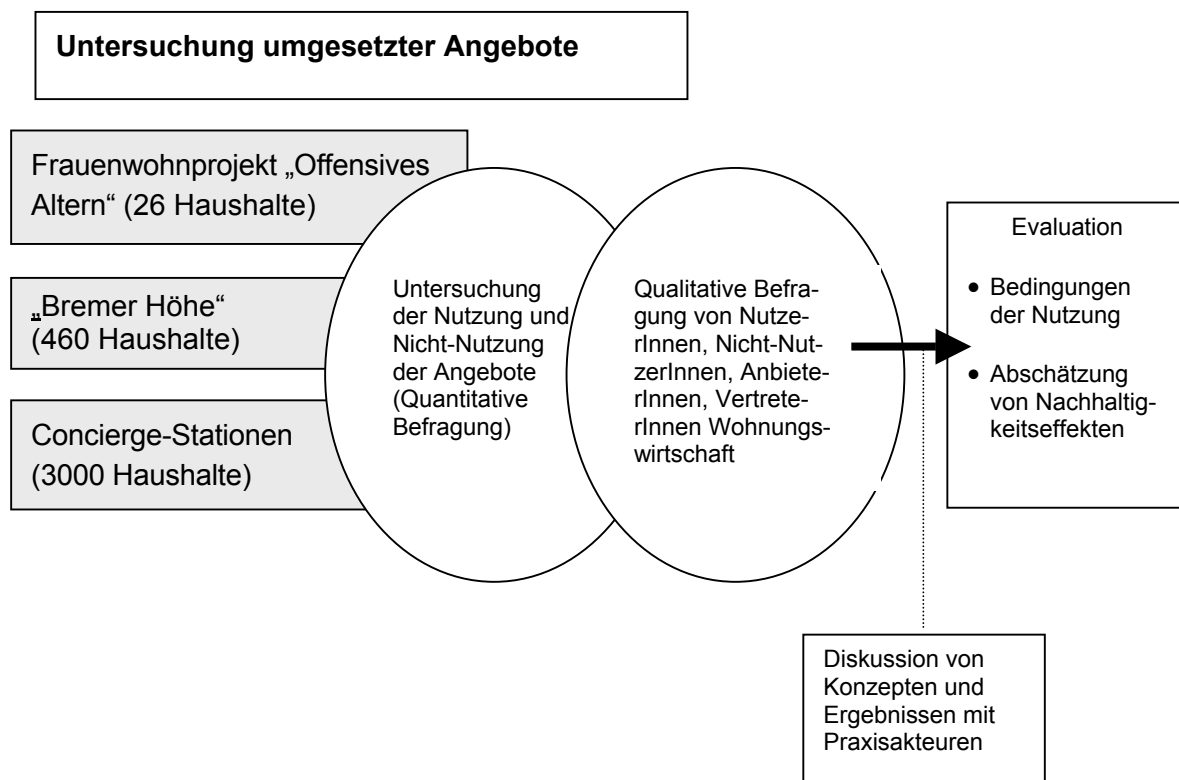 Untersuchung umgesetzter Angebote
Frauenwohnprojekt „Offensives
Altern“ (26 Haushalte)
„Bremer Höhe“
(460 Haushalte)
Concierge-Stationen
(3000 Haushalte)
Untersuchung
der Nutzung und
Nicht-Nutzung
der Angebote
(Quantitative
Befragung)
Qualitative Befra-
gung von Nutze-
rInnen, Nicht-Nut-
zerInnen, Anbiete-
rInnen, Vertrete-
rInnen Wohnungs-
wirtschaft
Evaluation
• Bedingungen
der Nutzung
• Abschätzung
von Nachhaltig-
keitseffekten
Diskussion von
Konzepten und
Ergebnissen mit
Praxisakteuren